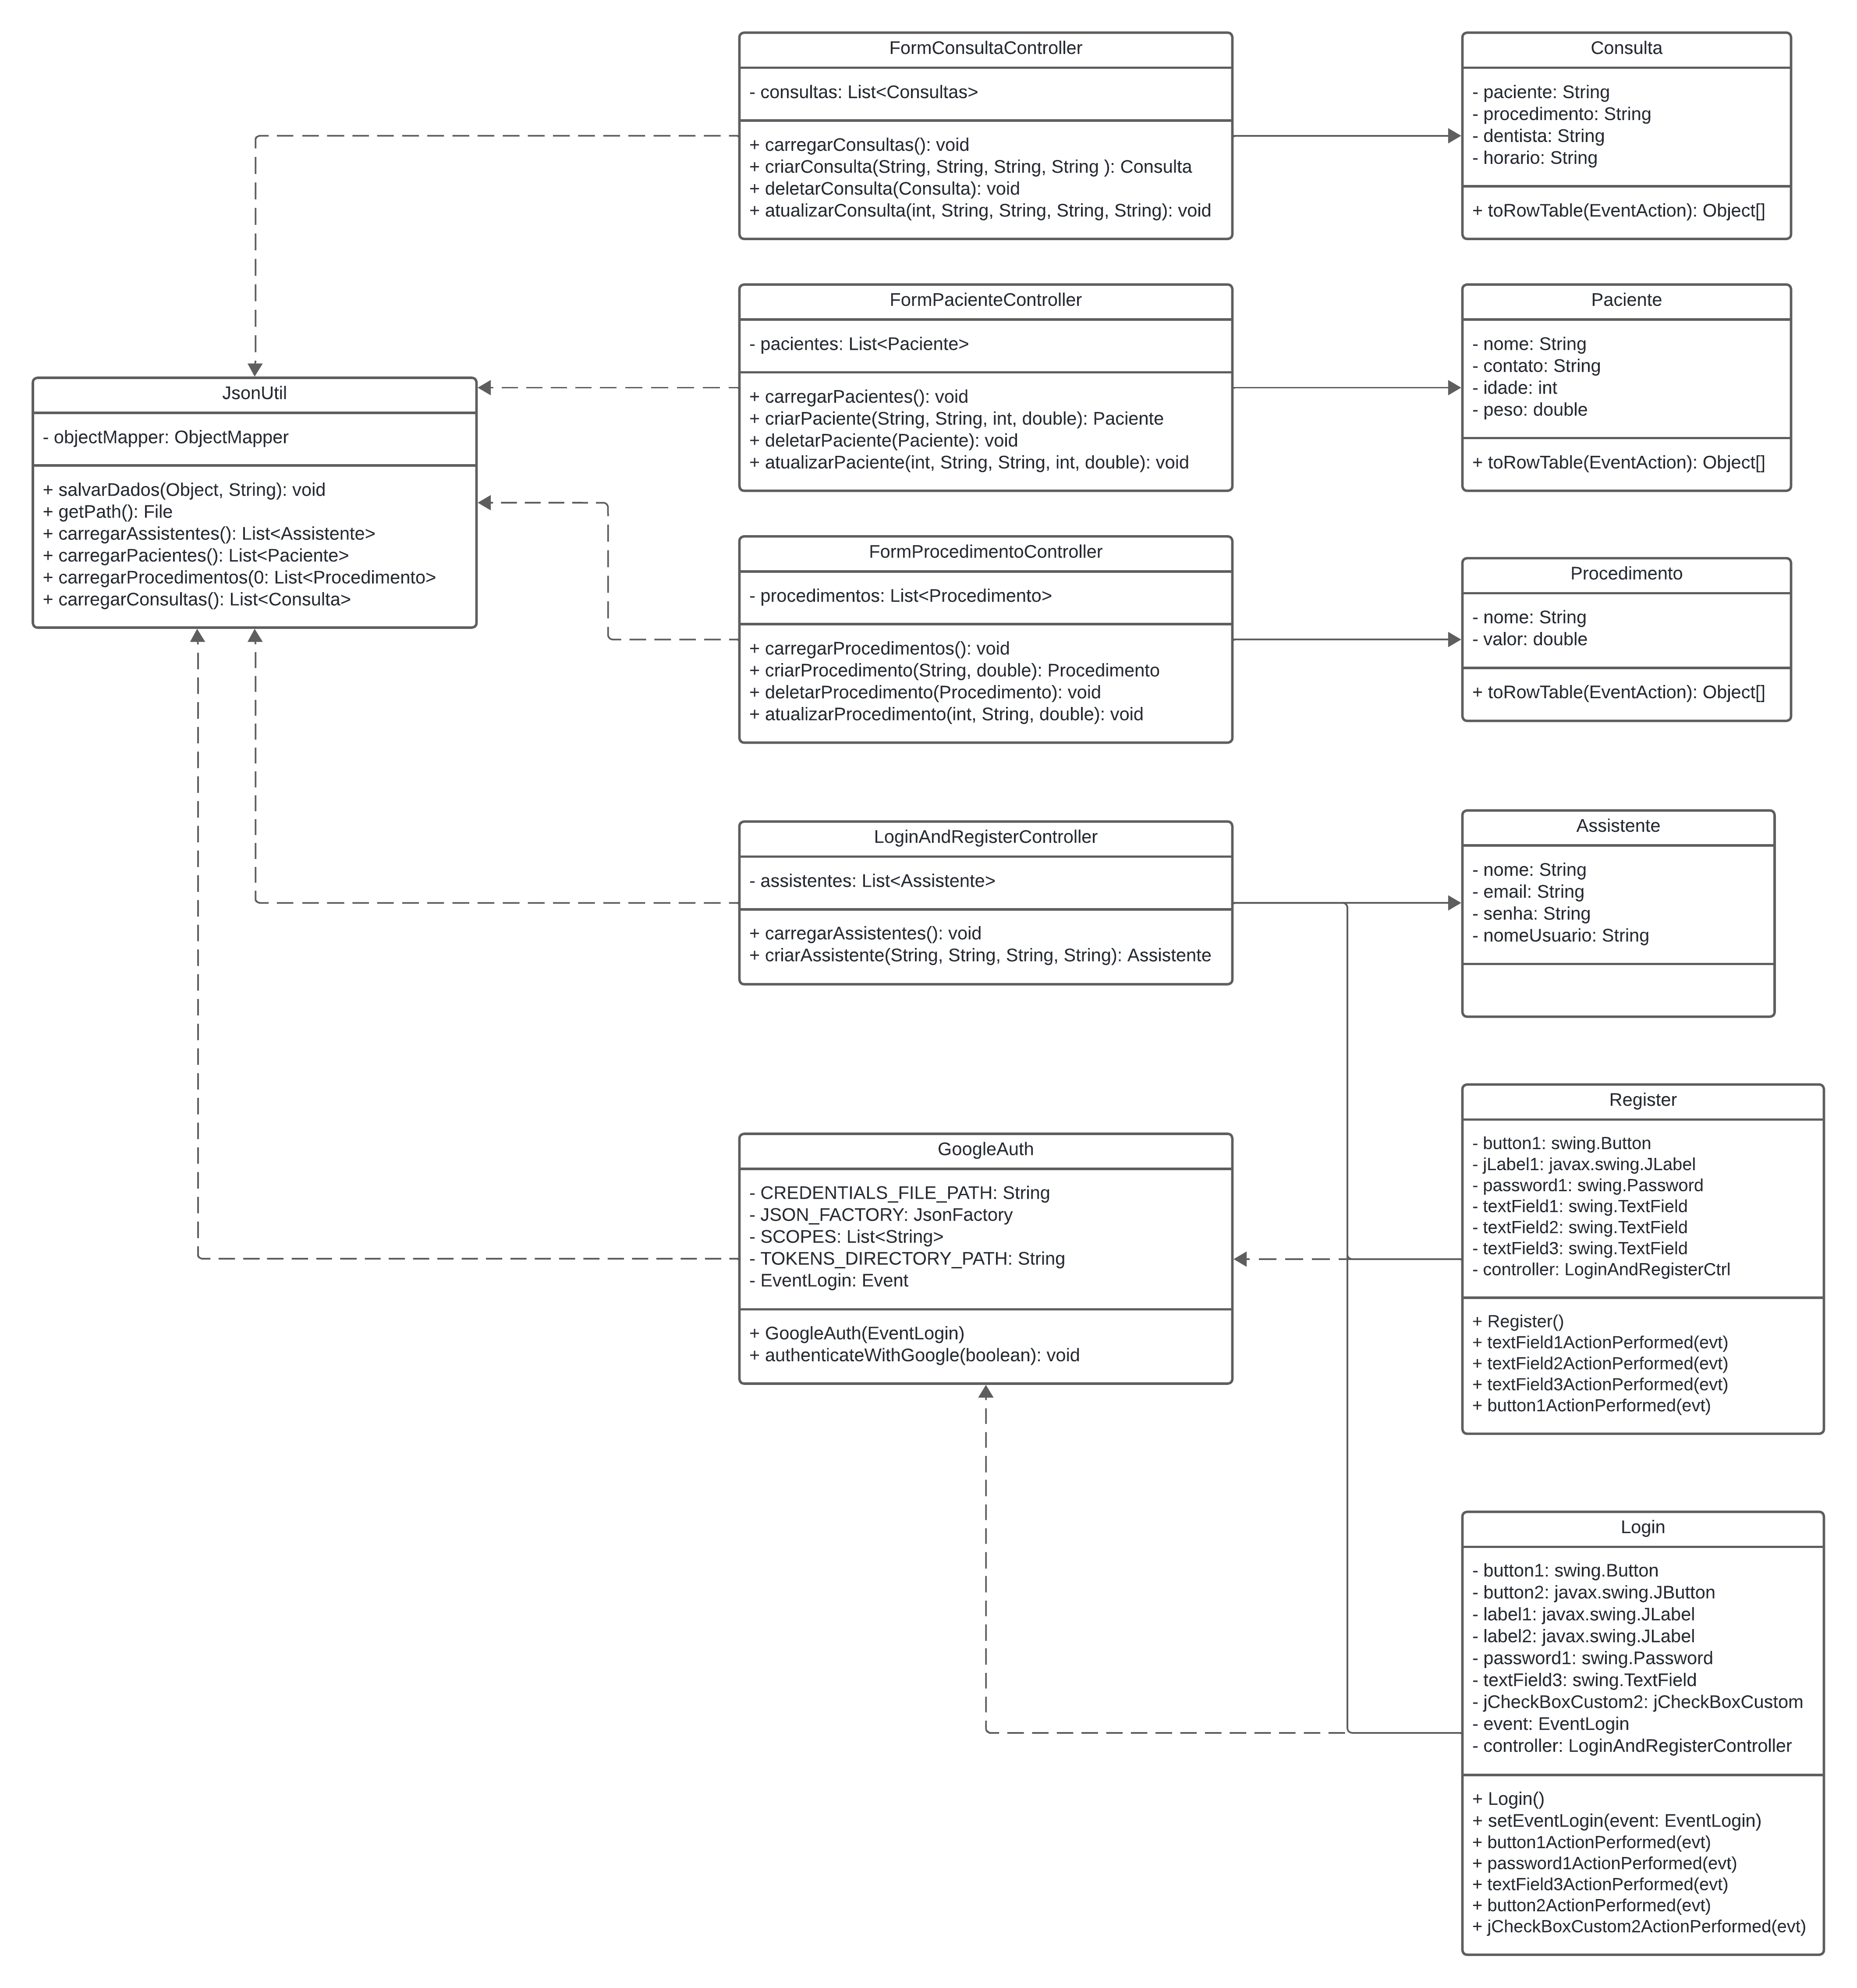 FormConsultaController
- consultas: List<Consultas>
+ carregarConsultas(): void
+ criarConsulta(String, String, String, String ): Consulta
+ deletarConsulta(Consulta): void
+ atualizarConsulta(int, String, String, String, String): void
Consulta
- paciente: String
- procedimento: String
- dentista: String
- horario: String
+ toRowTable(EventAction): Object[]
FormPacienteController
- pacientes: List<Paciente>
+ carregarPacientes(): void
+ criarPaciente(String, String, int, double): Paciente
+ deletarPaciente(Paciente): void
+ atualizarPaciente(int, String, String, int, double): void
Paciente
- nome: String
- contato: String
- idade: int
- peso: double
+ toRowTable(EventAction): Object[]
JsonUtil
- objectMapper: ObjectMapper
+ salvarDados(Object, String): void
+ getPath(): File
+ carregarAssistentes(): List<Assistente>
+ carregarPacientes(): List<Paciente>
+ carregarProcedimentos(0: List<Procedimento>
+ carregarConsultas(): List<Consulta>
FormProcedimentoController
- procedimentos: List<Procedimento>
+ carregarProcedimentos(): void
+ criarProcedimento(String, double): Procedimento
+ deletarProcedimento(Procedimento): void
+ atualizarProcedimento(int, String, double): void
Procedimento
- nome: String
- valor: double
+ toRowTable(EventAction): Object[]
LoginAndRegisterController
- assistentes: List<Assistente>
+ carregarAssistentes(): void
+ criarAssistente(String, String, String, String): Assistente
Assistente
- nome: String
- email: String
- senha: String
- nomeUsuario: String
GoogleAuth
- CREDENTIALS_FILE_PATH: String
- JSON_FACTORY: JsonFactory
- SCOPES: List<String>
- TOKENS_DIRECTORY_PATH: String
- EventLogin: Event
+ GoogleAuth(EventLogin)
+ authenticateWithGoogle(boolean): void
Register
- button1: swing.Button
- jLabel1: javax.swing.JLabel
- password1: swing.Password
- textField1: swing.TextField
- textField2: swing.TextField
- textField3: swing.TextField
- controller: LoginAndRegisterCtrl
+ Register()
+ textField1ActionPerformed(evt)
+ textField2ActionPerformed(evt)
+ textField3ActionPerformed(evt)
+ button1ActionPerformed(evt)
Login
- button1: swing.Button
- button2: javax.swing.JButton
- label1: javax.swing.JLabel
- label2: javax.swing.JLabel
- password1: swing.Password
- textField3: swing.TextField
- jCheckBoxCustom2: jCheckBoxCustom
- event: EventLogin
- controller: LoginAndRegisterController
+ Login()
+ setEventLogin(event: EventLogin)
+ button1ActionPerformed(evt)
+ password1ActionPerformed(evt)
+ textField3ActionPerformed(evt)
+ button2ActionPerformed(evt)
+ jCheckBoxCustom2ActionPerformed(evt)